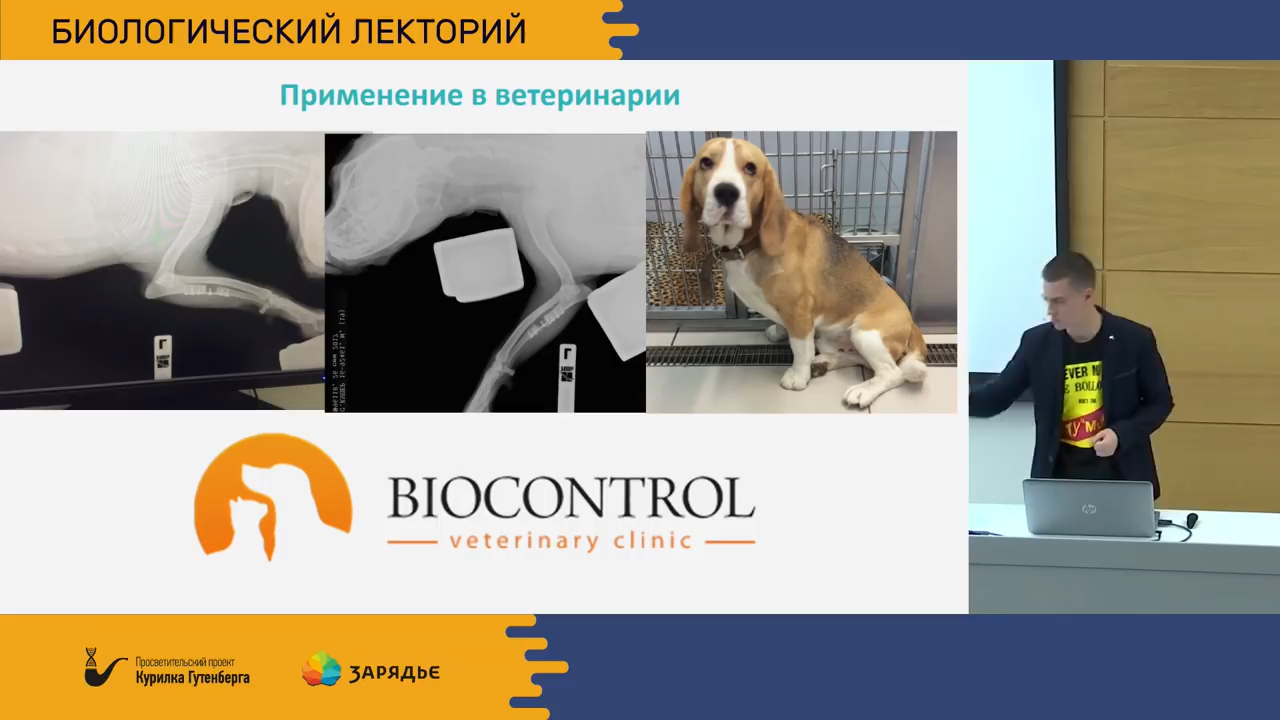 БИОЛОГИЧЕСКИЙ ЛЕКТОРИЙ
Применение в ветеринарии
BIOCONTROL
veterinary clinic
Просветительский проект
Курилка Гутенберга
ЗАРЯДЬЕ